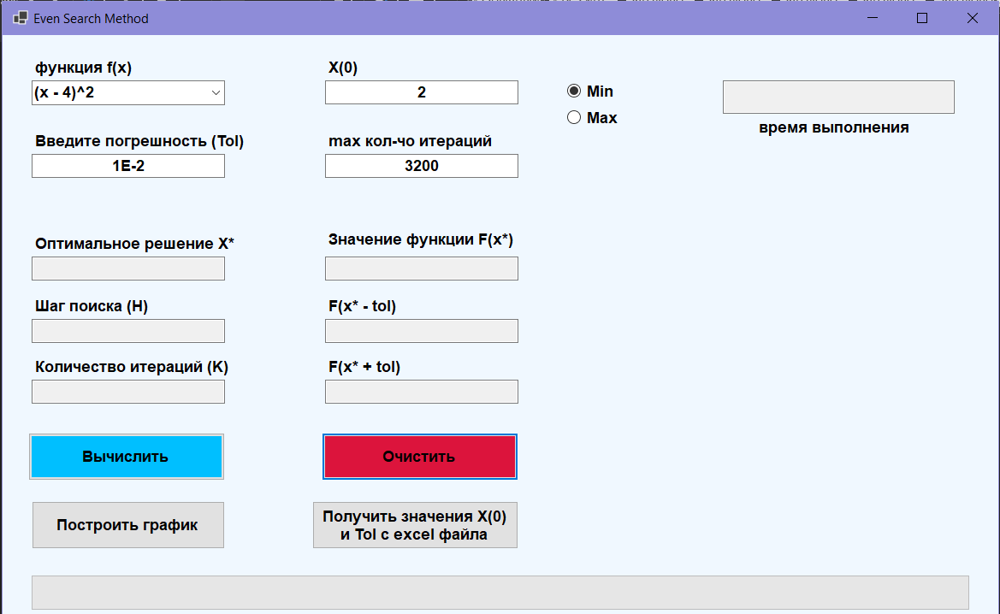 Even Search Method
функция f(x)
X(0)
(x - 4)^2
2
Min
Max
время выполнения
Введите погрешность (Tol)
max кол-чо итераций
1E-2
3200
Оптимальное решение X*
Значение функции F(x*)
Шаг поиска (H)
F(x* - tol)
Количество итераций (K)
F(x* + tol)
Вычислить
Очистить
Построить график
Получить значения X(0)
и Tol с excel файла